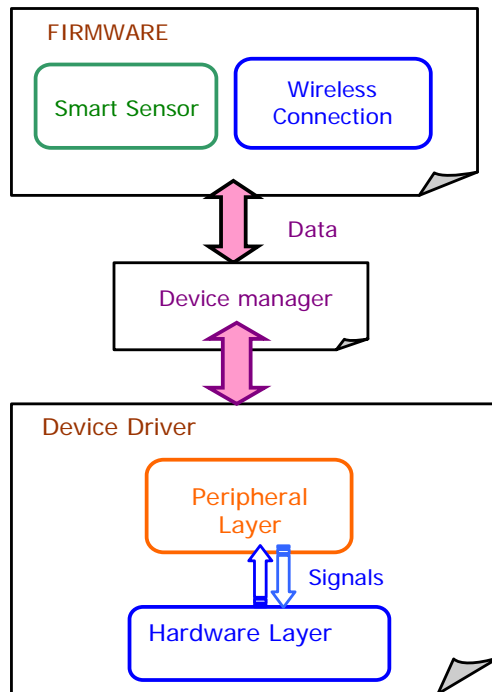 FIRMWARE
Smart Sensor
Wireless
Connection
Data
Device manager
Device Driver
Peripheral
Layer
Signals
Hardware Layer